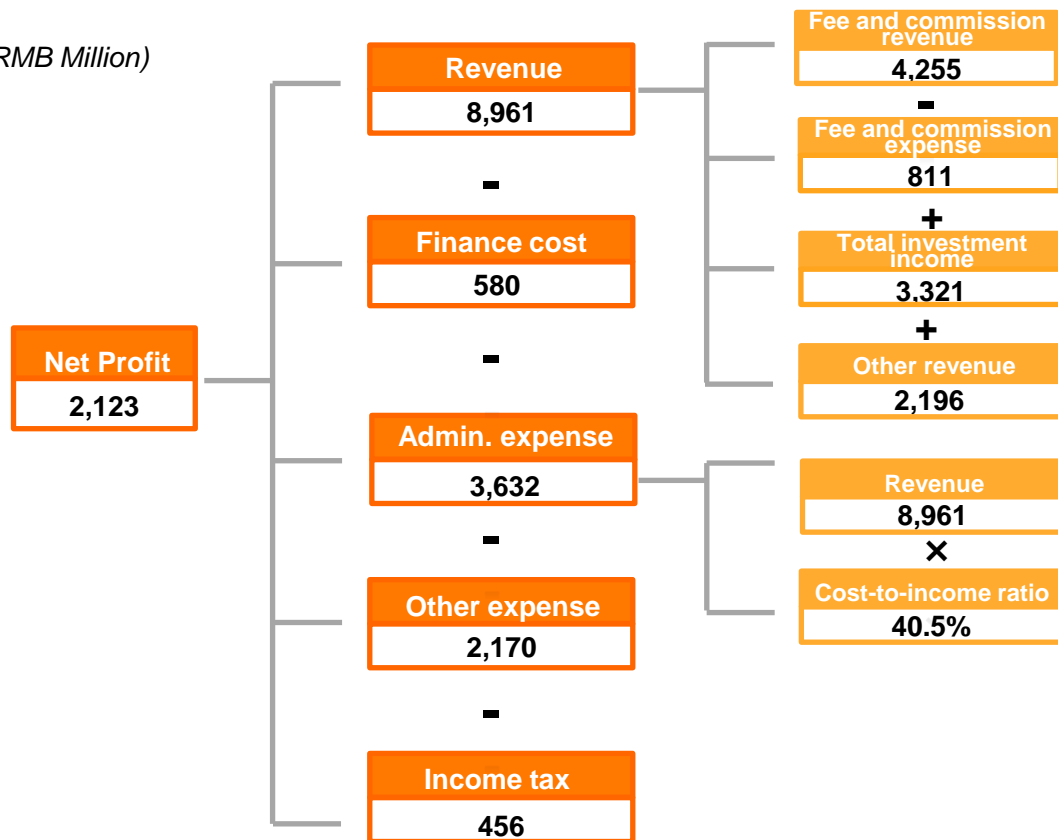 RMB Million)
Net Profit
2,123
Revenue
8,961
-
Finance cost
580
-
Admin. expense
3,632
-
Other expense
2,170
-
Income tax
456
Fee and commission
revenue
4,255
-
Fee and commission
expense
811
+
Total investment
income
3,321
+
Other revenue
2,196
Revenue
8,961
×
Cost-to-income ratio
40.5%